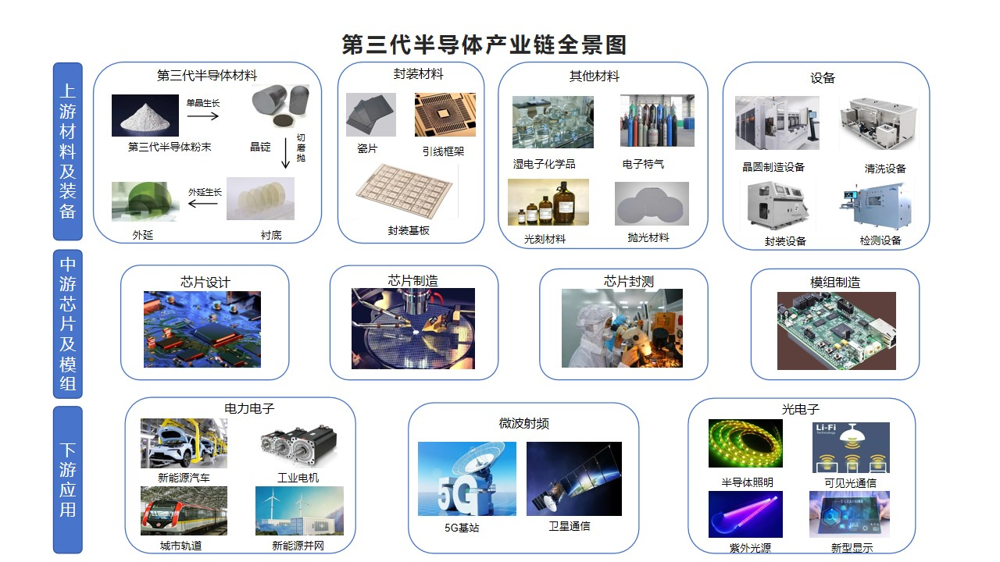 第三代半导体产业链全景图
上游材料及装备
第三代半导体材料
单晶生长
第三代半导体粉末
晶锭
切磨抛
外延生长
外延
衬底
封装材料
瓷片
引线框架
封装基板
其他材料
湿电子化学品
电子特气
光刻材料
抛光材料
设备
晶圆制造设备
清洗设备
封装设备
检测设备
中游芯片及模组
芯片设计
芯片制造
芯片封测
模组制造
下游应用
电力电子
新能源汽车
工业电机
城市轨道
新能源并网
微波射频
5G
5G基站
卫星通信
光电子
半导体照明
Li-Fi
Technology
可见光通信
紫外光源
新型显示